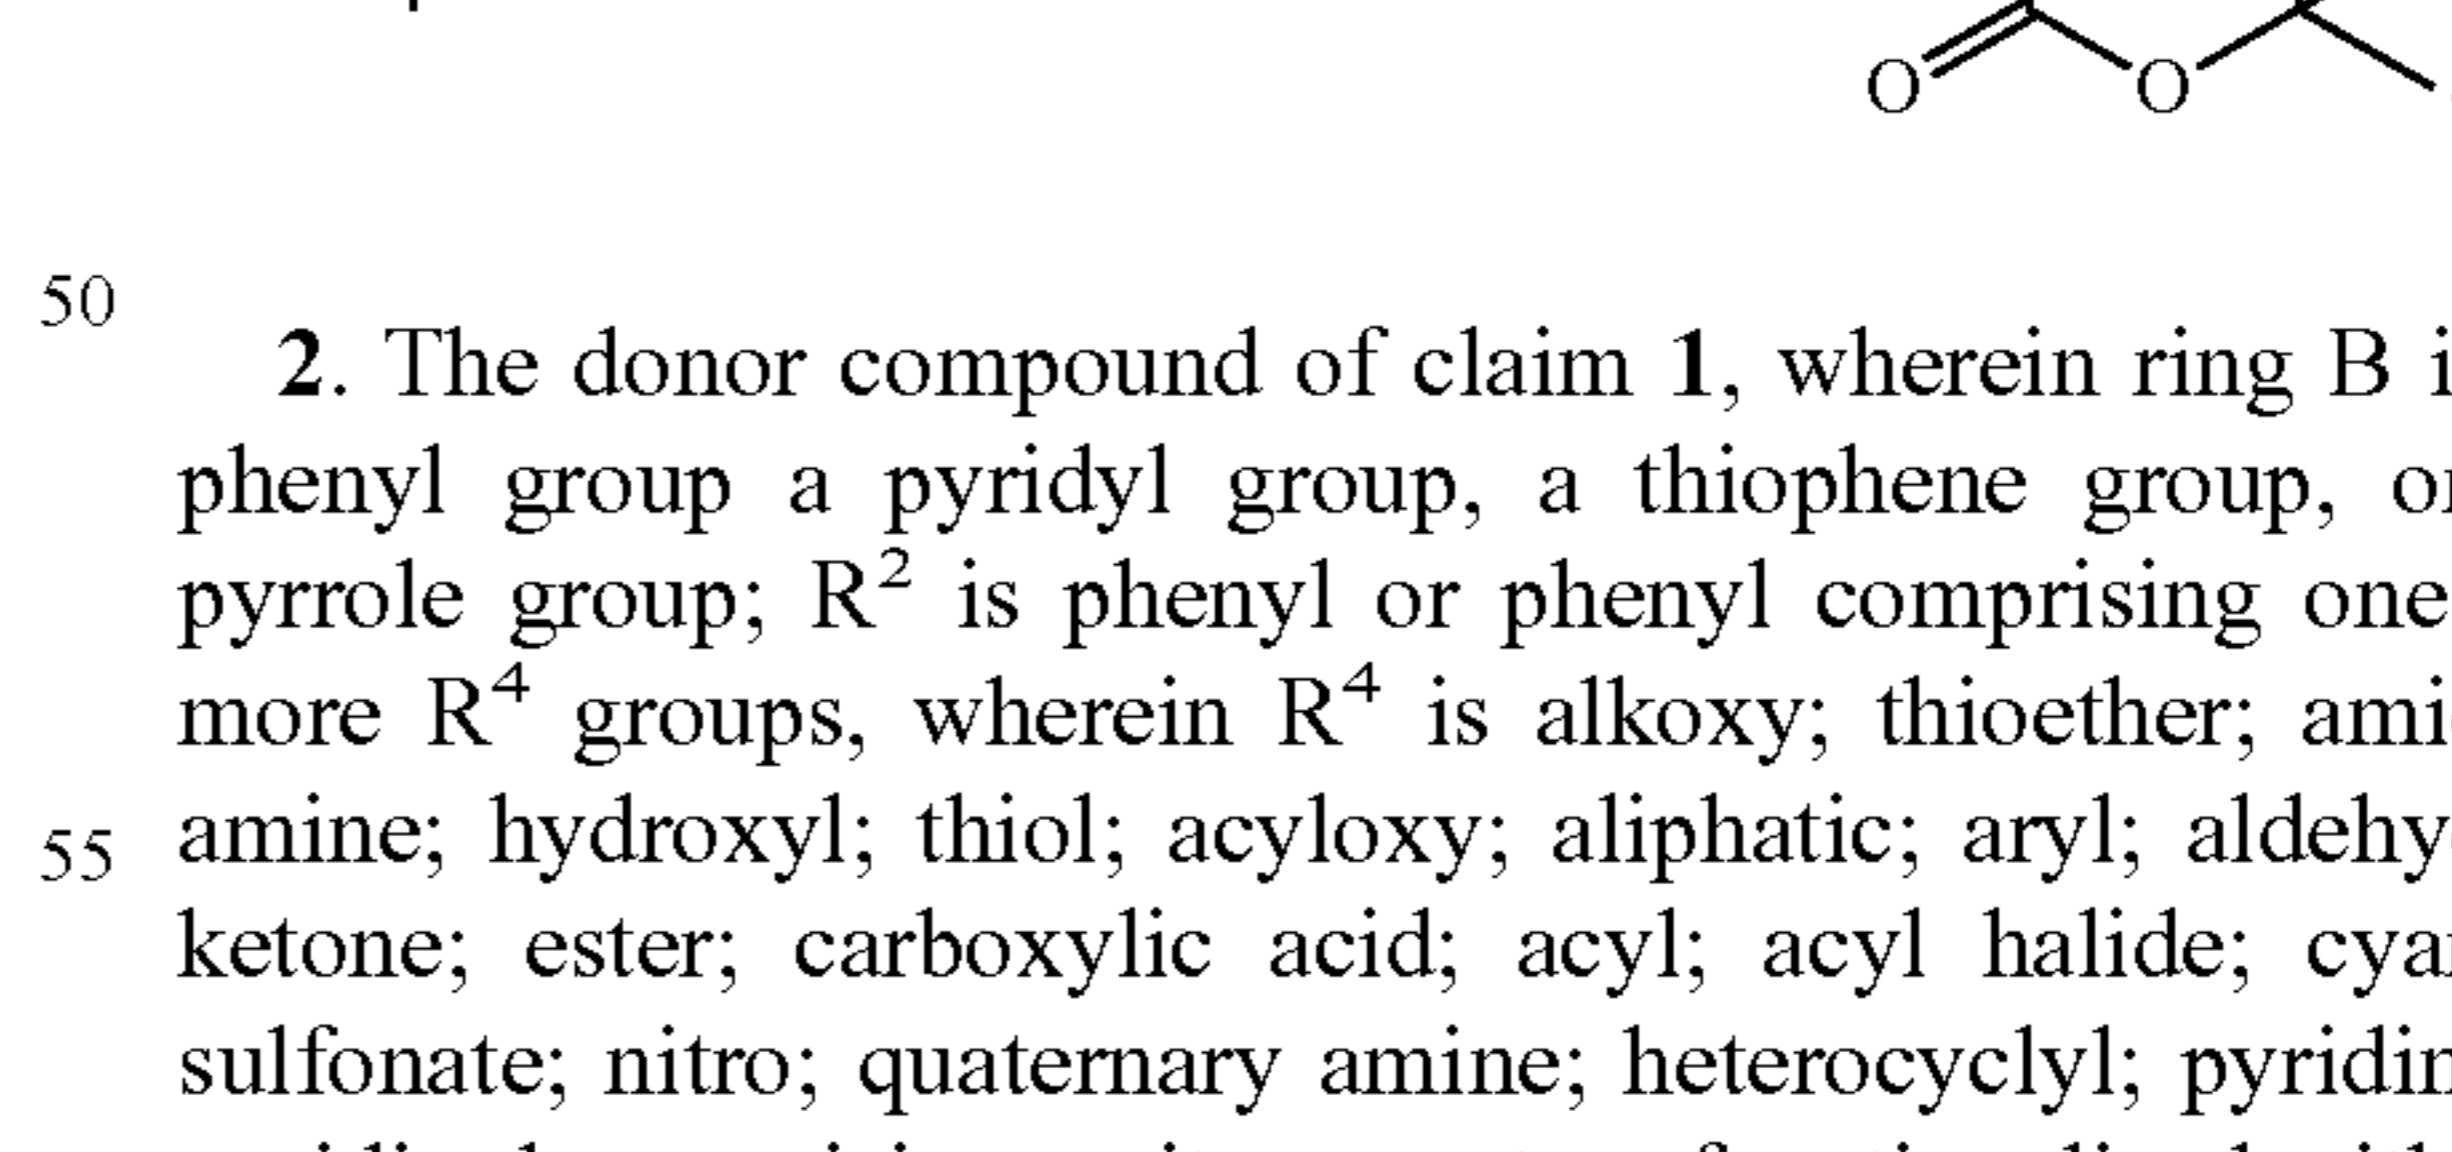 O O
50
2. The donor compound of claim 1, wherein ring B
phenyl group a pyridyl group, a thiophene group,
pyrrole group; R² is phenyl or phenyl comprising one
more R⁴ groups, wherein R⁴ is alkoxy; thioether;
55 amine; hydroxyl; thiol; acyloxy; aliphatic; aryl;
ketone; ester; carboxylic acid; acyl; acyl halide;
sulfonate; nitro; quaternary amine; heterocyclyl;